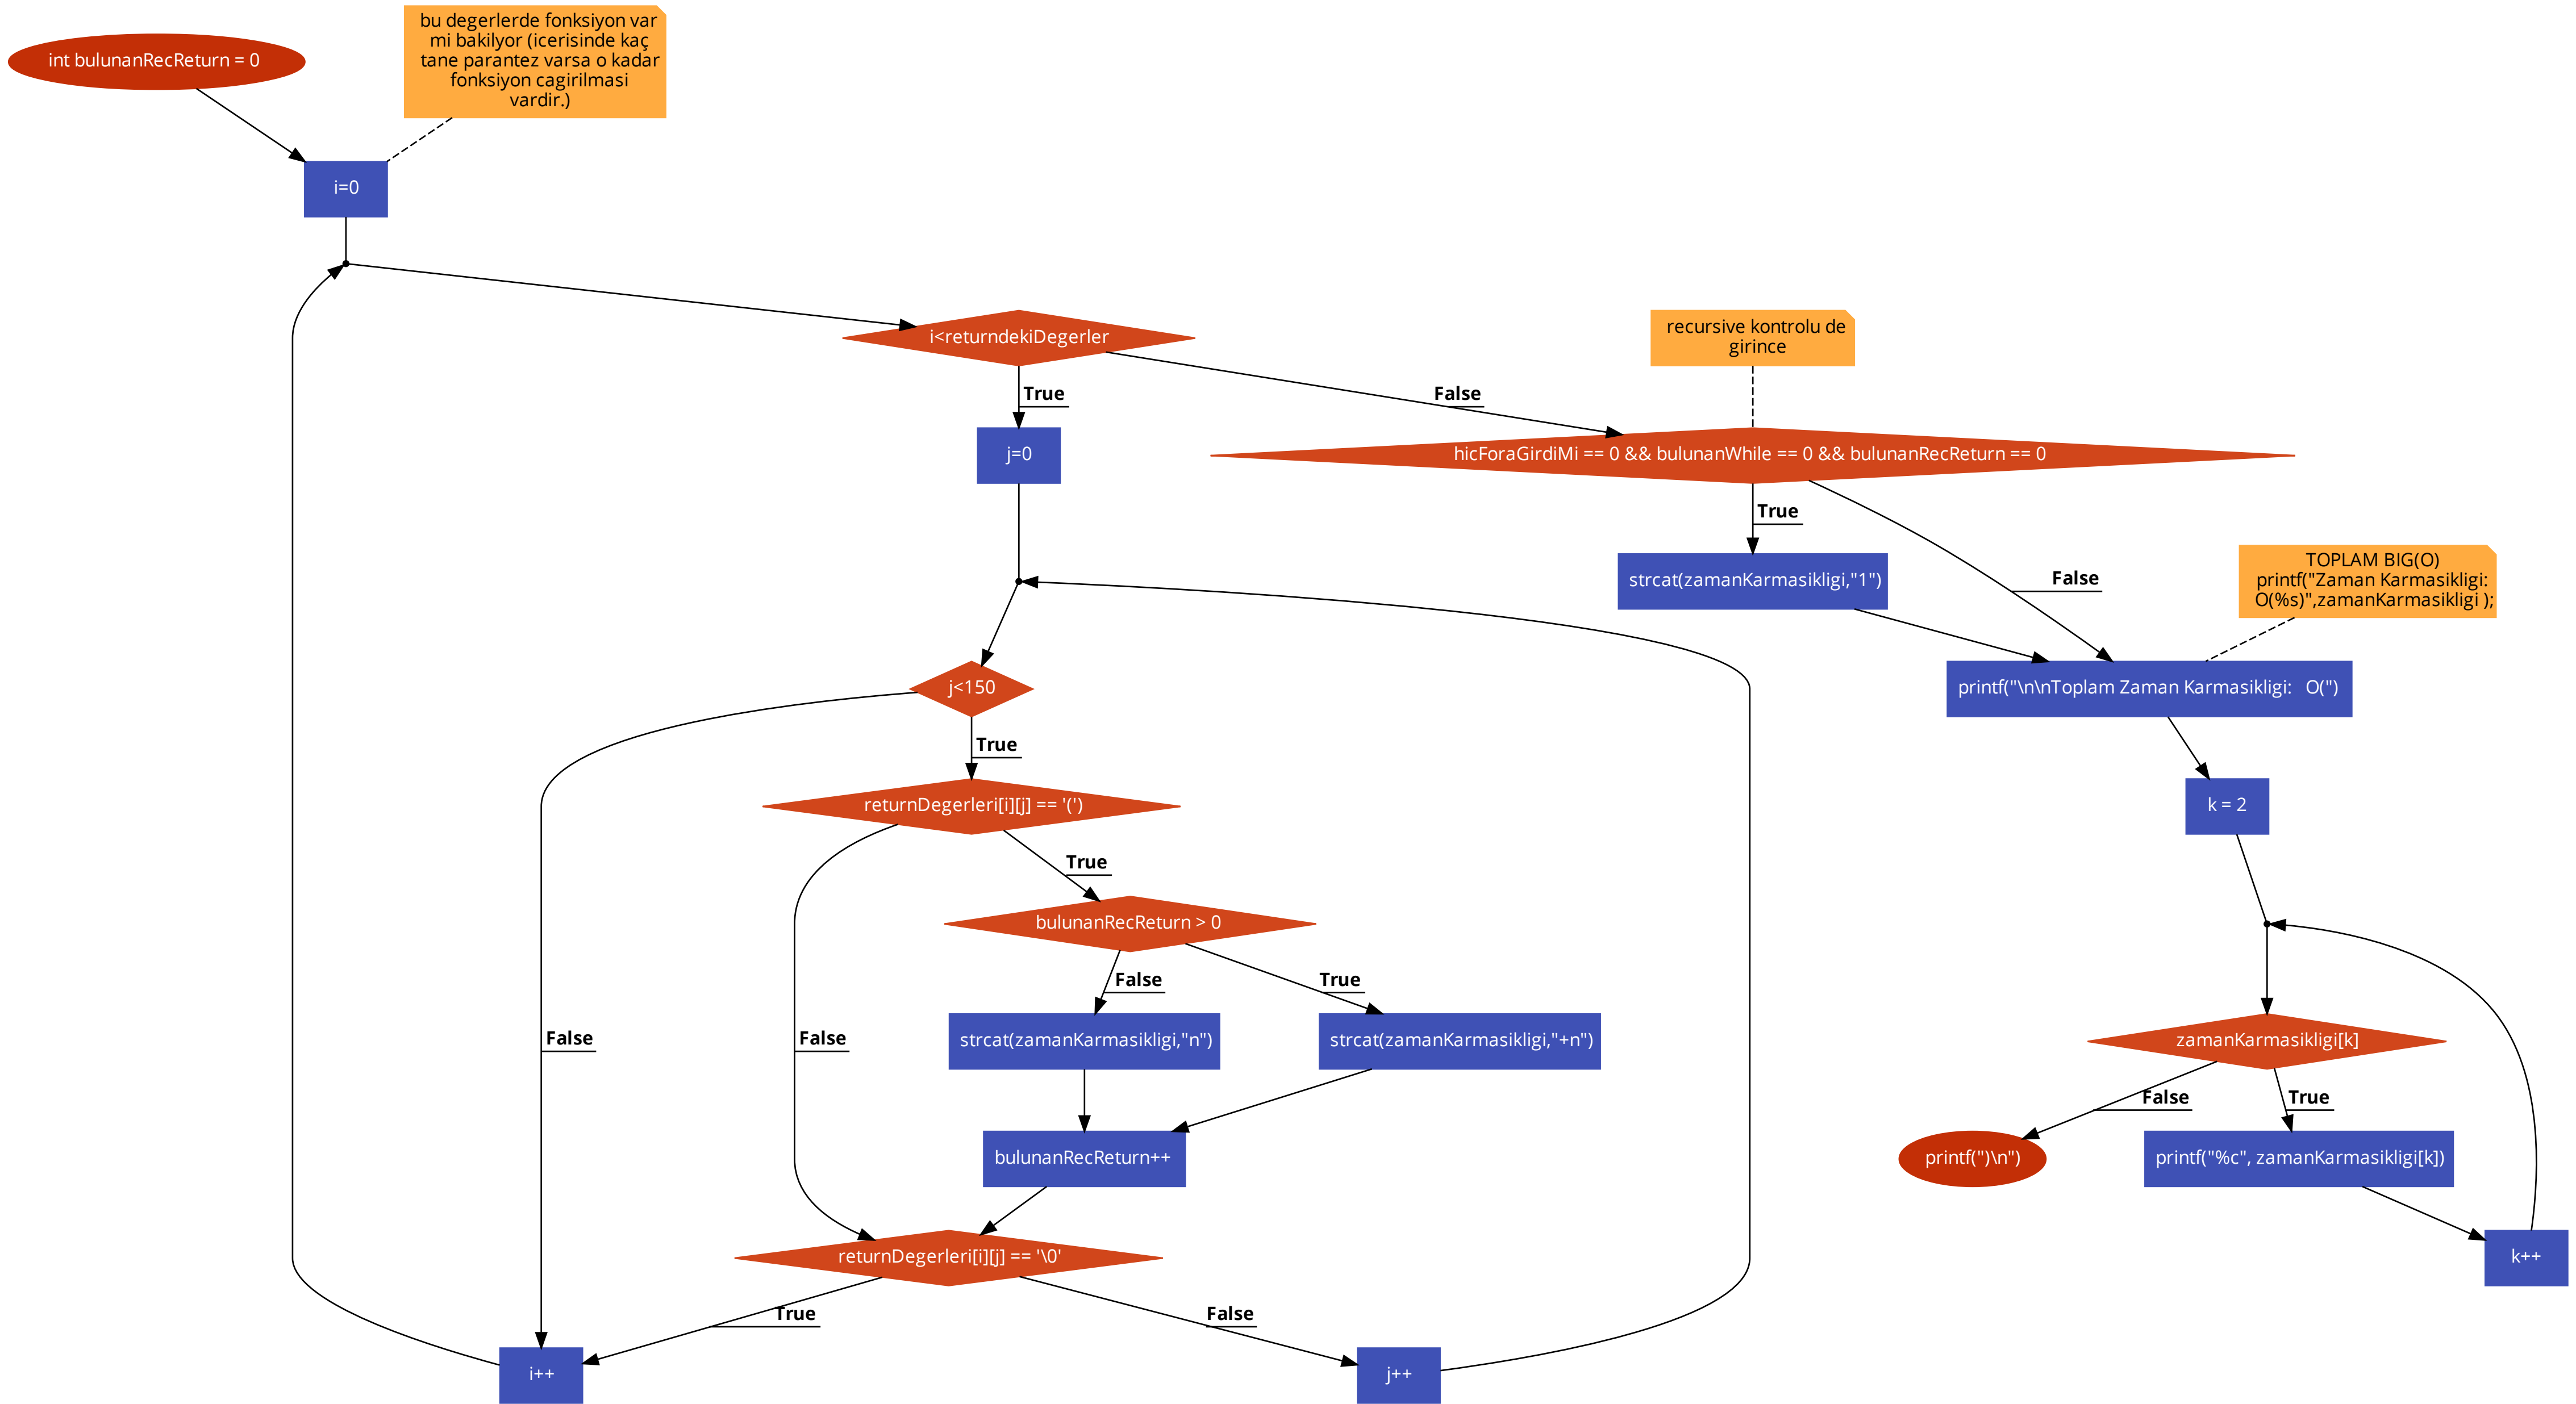 int bulunanRecReturn = 0
bu degerlerde fonksiyon var
mi bakilyor (icerisinde kaç
tane parantez varsa o kadar
fonksiyon cagirilmasi
vardir.)
i=0
i<returndekiDegerler
recursive kontrolu de
girince
True
False
j=0
hicForaGirdiMi == 0 && bulunanWhile == 0 && bulunanRecReturn == 0
True
False
strcat(zamanKarmasikligi,"1")
TOPLAM BIG(O)
printf("Zaman Karmasikligi:
O(%s)",zamanKarmasikligi );
j<150
printf("\n\nToplam Zaman Karmasikligi:   O(")
True
returnDegerleri[i][j] == '(')
k = 2
True
bulunanRecReturn > 0
False
True
False
False
strcat(zamanKarmasikligi,"n")
strcat(zamanKarmasikligi,"+n")
zamanKarmasikligi[k]
False
True
bulunanRecReturn++
printf(")\n")
printf("%c", zamanKarmasikligi[k])
returnDegerleri[i][j] == '\0'
k++
True
False
i++
j++